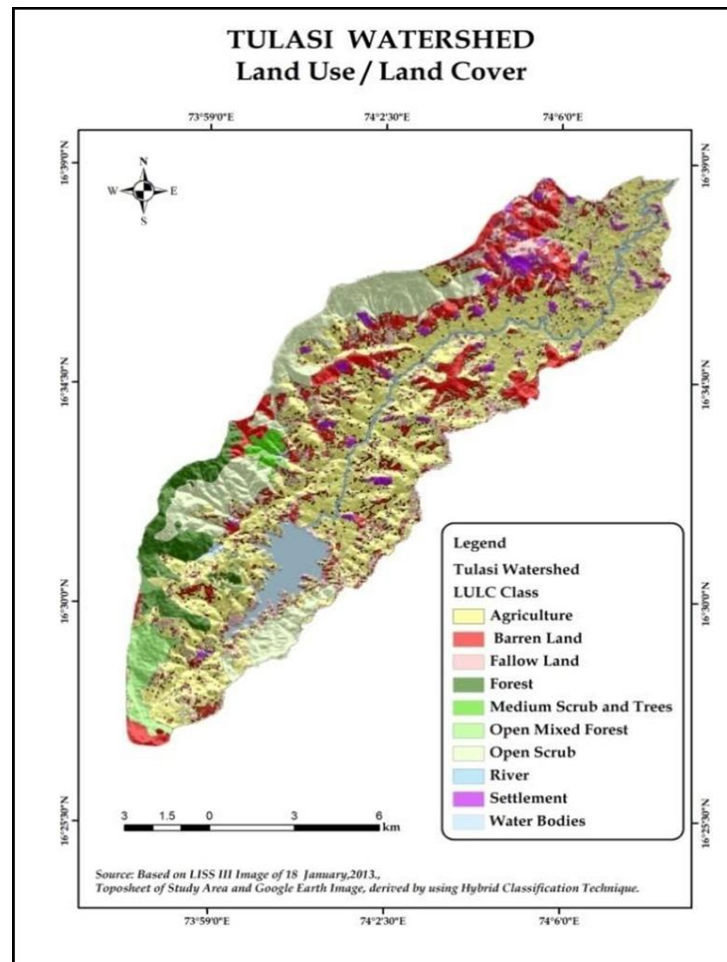 TULASI WATERSHED
Land Use / Land Cover
73°59'0"E 74°2'30"E 74°6'0"E
16°39'0"N 16°39'0"N
N
W E
S
16°34'30"N 16°34'30"N
16°30'0"N 16°30'0"N
Legend
Tulasi Watershed
LULC Class
Agriculture
Barren Land
Fallow Land
Forest
Medium Scrub and Trees
Open Mixed Forest
Open Scrub
River
Settlement
Water Bodies
3 1.5 0 3 6
km
16°25'30"N 16°25'30"N
Source: Based on LISS III Image of 18 January,2013.,
Toposheet of Study Area and Google Earth Image, derived by using Hybrid Classification Technique.
73°59'0"E 74°2'30"E 74°6'0"E